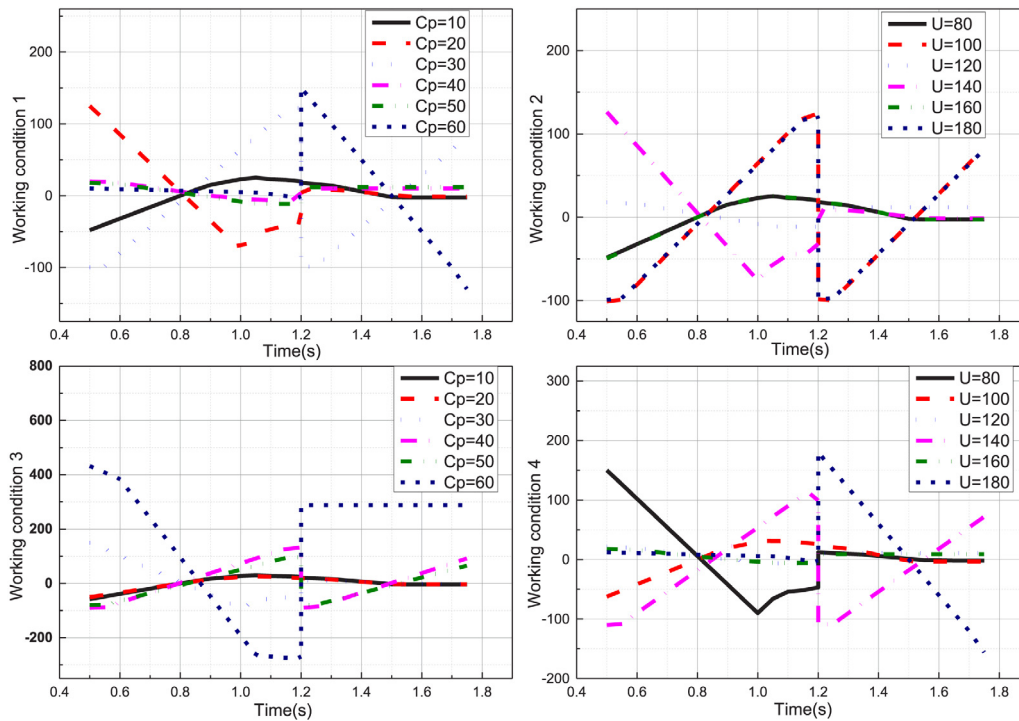 Working condition 1
200
100
0
-100
0.4 0.6 0.8 1.0 1.2 1.4 1.6 1.8
Time(s)
Cp=10
Cp=20
Cp=30
Cp=40
Cp=50
Cp=60
Working condition 2
200
100
0
-100
0.4 0.6 0.8 1.0 1.2 1.4 1.6 1.8
Time(s)
U=80
U=100
U=120
U=140
U=160
U=180
Working condition 3
800
600
400
200
0
-200
0.4 0.6 0.8 1.0 1.2 1.4 1.6 1.8
Time(s)
Cp=10
Cp=20
Cp=30
Cp=40
Cp=50
Cp=60
Working condition 4
300
200
100
0
-100
-200
0.4 0.6 0.8 1.0 1.2 1.4 1.6 1.8
Time(s)
U=80
U=100
U=120
U=140
U=160
U=180